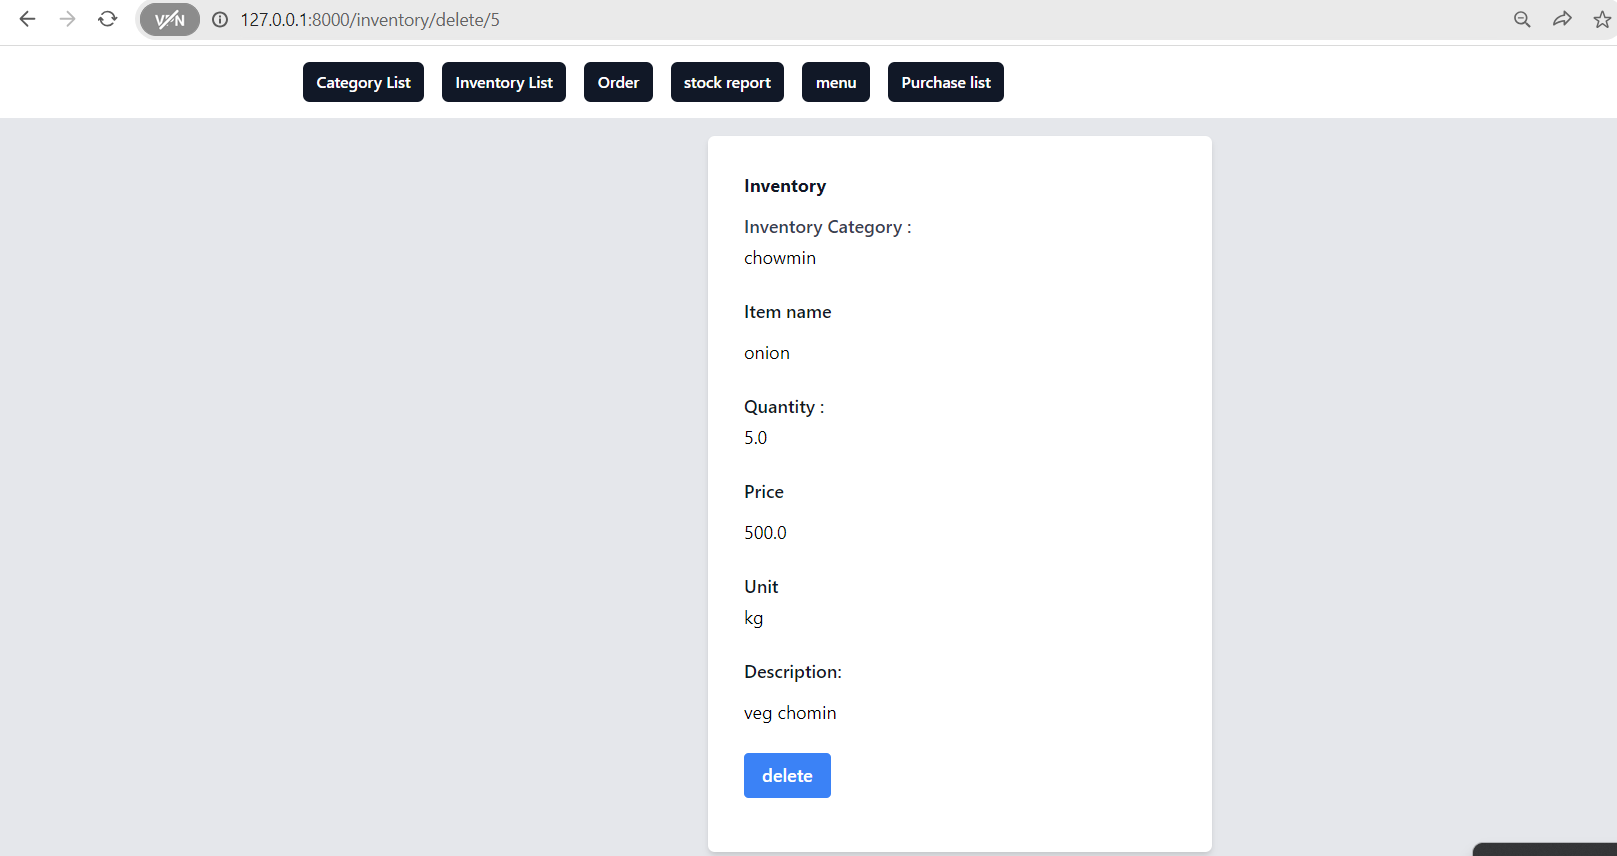 VPN 127.0.0.1:8000/inventory/delete/5
Category List Inventory List Order stock report menu Purchase list
Inventory
Inventory Category :
chowmin
Item name
onion
Quantity :
5.0
Price
500.0
Unit
kg
Description:
veg chomin
delete